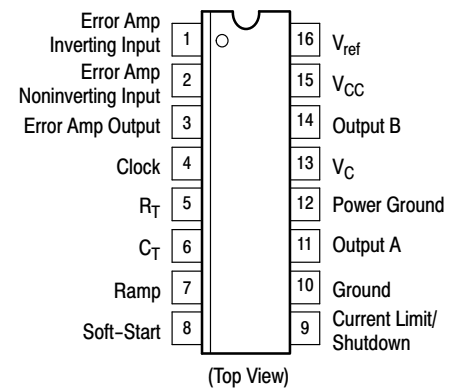 Error Amp
Inverting Input
1
16
V_ref
Error Amp
Noninverting Input
2
15
V_CC
Error Amp Output
3
14
Output B
Clock
4
13
V_C
R_T
5
12
Power Ground
C_T
6
11
Output A
Ramp
7
10
Ground
Soft-Start
8
9
Current Limit/
Shutdown
(Top View)